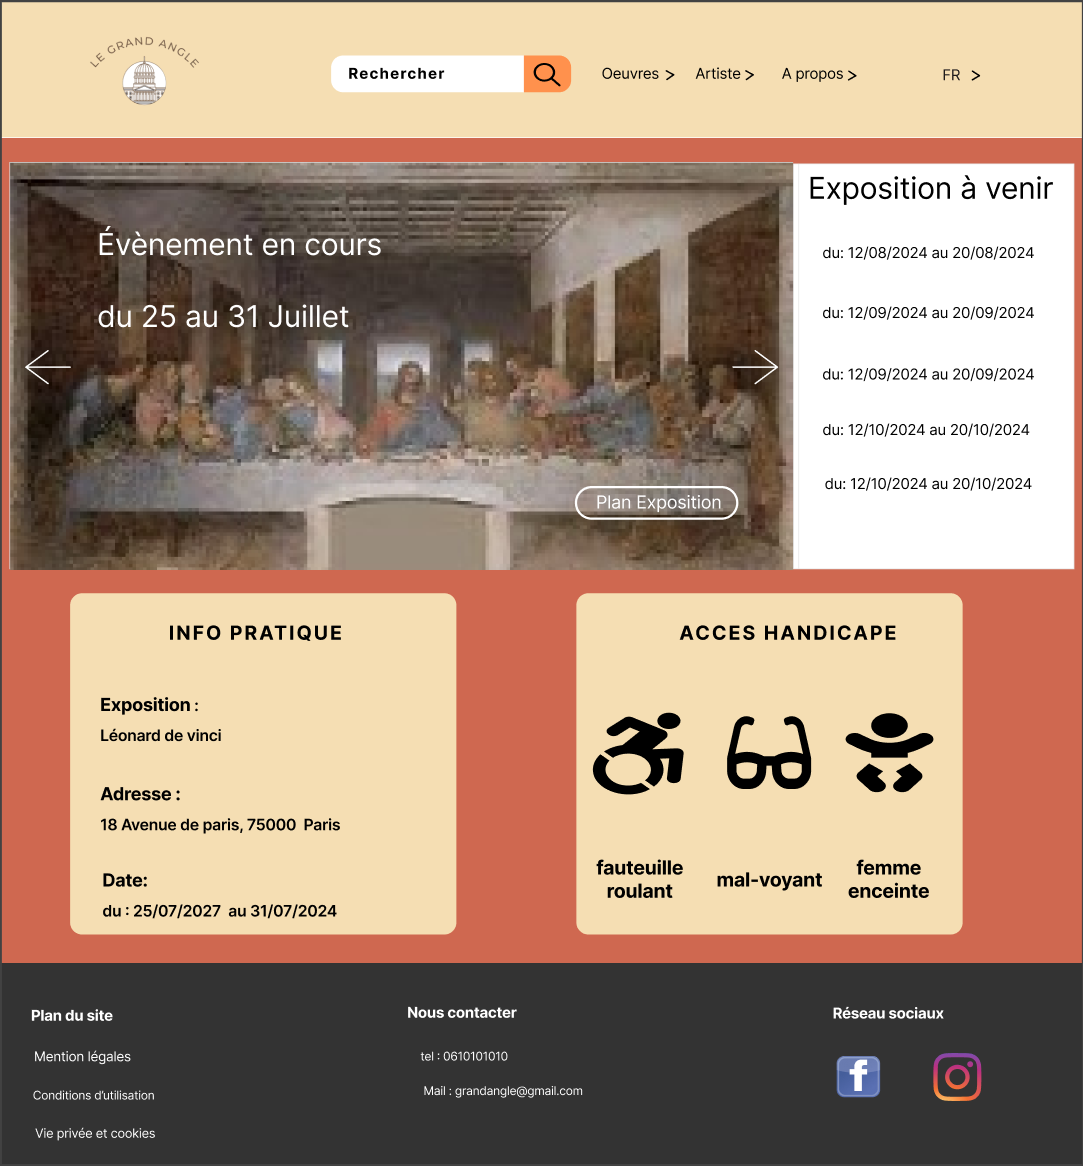 LE GRAND ANGLE
Rechercher
Oeuvres >
Artiste >
A propos >
FR >
Évènement en cours
du 25 au 31 Juillet
Plan Exposition
Exposition à venir
du: 12/08/2024 au 20/08/2024
du: 12/09/2024 au 20/09/2024
du: 12/09/2024 au 20/09/2024
du: 12/10/2024 au 20/10/2024
du: 12/10/2024 au 20/10/2024
INFO PRATIQUE
Exposition :
Léonard de vinci
Adresse :
18 Avenue de paris, 75000  Paris
Date:
du : 25/07/2027  au 31/07/2024
ACCES HANDICAPE
fauteuille
roulant
mal-voyant
femme
enceinte
Plan du site
Mention légales
Conditions d'utilisation
Vie privée et cookies
Nous contacter
tel : 0610101010
Mail : grandangle@gmail.com
Réseau sociaux
f